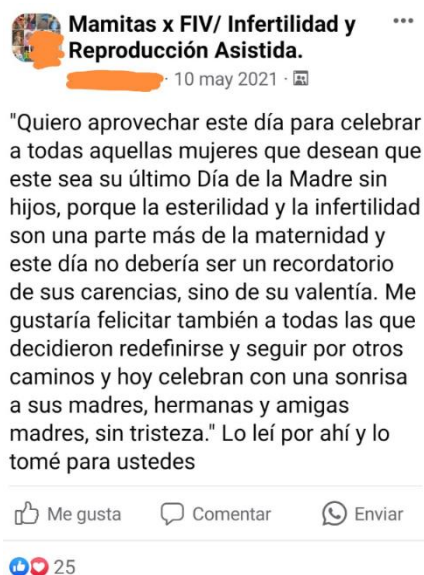 Mamitas x FIV/ Infertilidad y
Reproducción Asistida.
· 10 may 2021 ·
"Quiero aprovechar este día para celebrar
a todas aquellas mujeres que desean que
este sea su último Día de la Madre sin
hijos, porque la esterilidad y la infertilidad
son una parte más de la maternidad y
este día no debería ser un recordatorio
de sus carencias, sino de su valentía. Me
gustaría felicitar también a todas las que
decidieron redefinirse y seguir por otros
caminos y hoy celebran con una sonrisa
a sus madres, hermanas y amigas
madres, sin tristeza." Lo leí por ahí y lo
tomé para ustedes
Me gusta Comentar Enviar
25